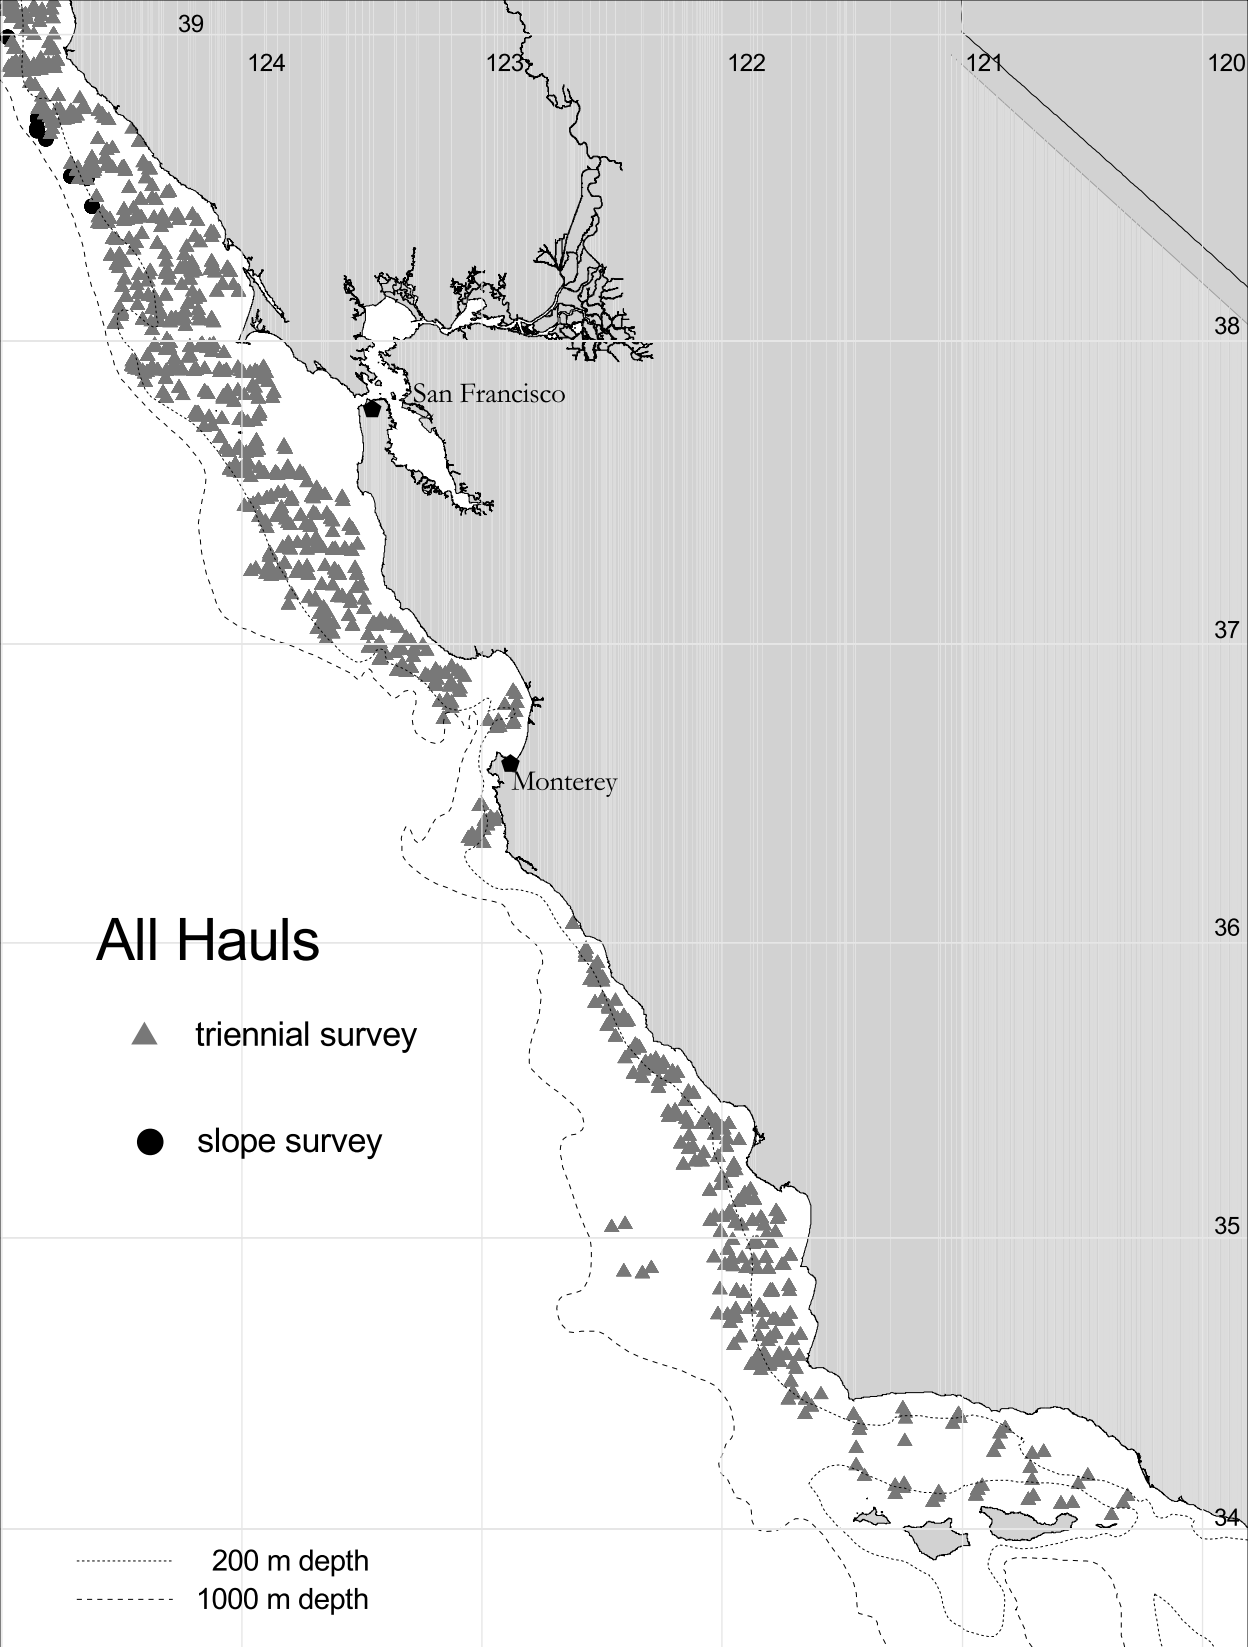 39
124
123
122
121
120
38
San Francisco
37
Monterey
36
All Hauls
triennial survey
slope survey
35
34
200 m depth
1000 m depth